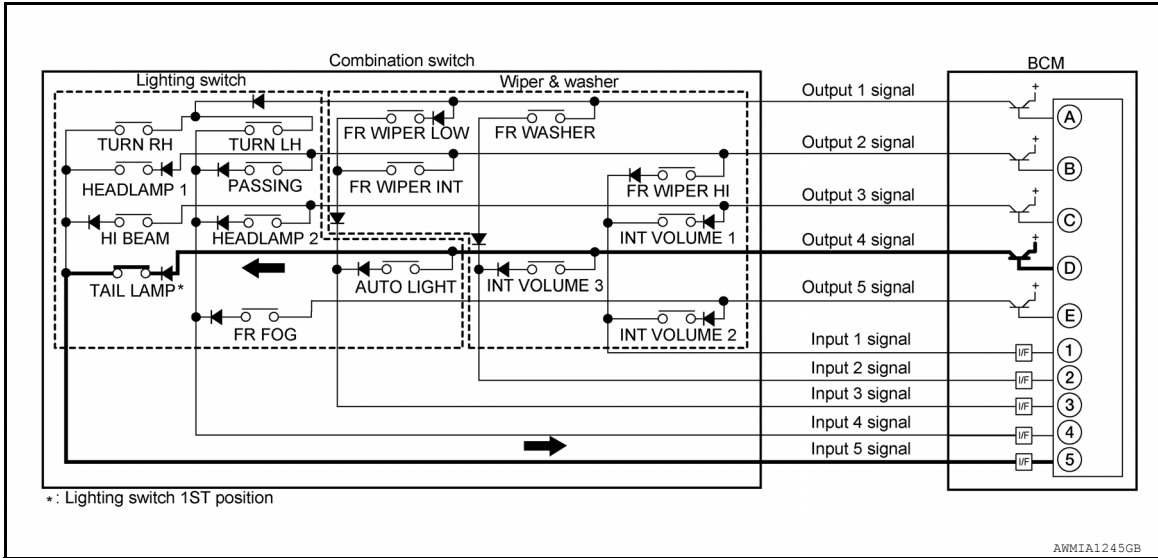 Combination switch
BCM
Lighting switch
Wiper & washer
Output 1 signal
+
A
TURN RH
TURN LH
FR WIPER LOW
FR WASHER
Output 2 signal
+
B
HEADLAMP 1
PASSING
FR WIPER INT
FR WIPER HI
Output 3 signal
+
C
HI BEAM
HEADLAMP 2
INT VOLUME 1
Output 4 signal
+
D
TAIL LAMP*
AUTO LIGHT
INT VOLUME 3
Output 5 signal
+
E
FR FOG
INT VOLUME 2
Input 1 signal
I/F
1
Input 2 signal
I/F
2
Input 3 signal
I/F
3
Input 4 signal
I/F
4
Input 5 signal
I/F
5
*: Lighting switch 1ST position
AWMIA1245GB